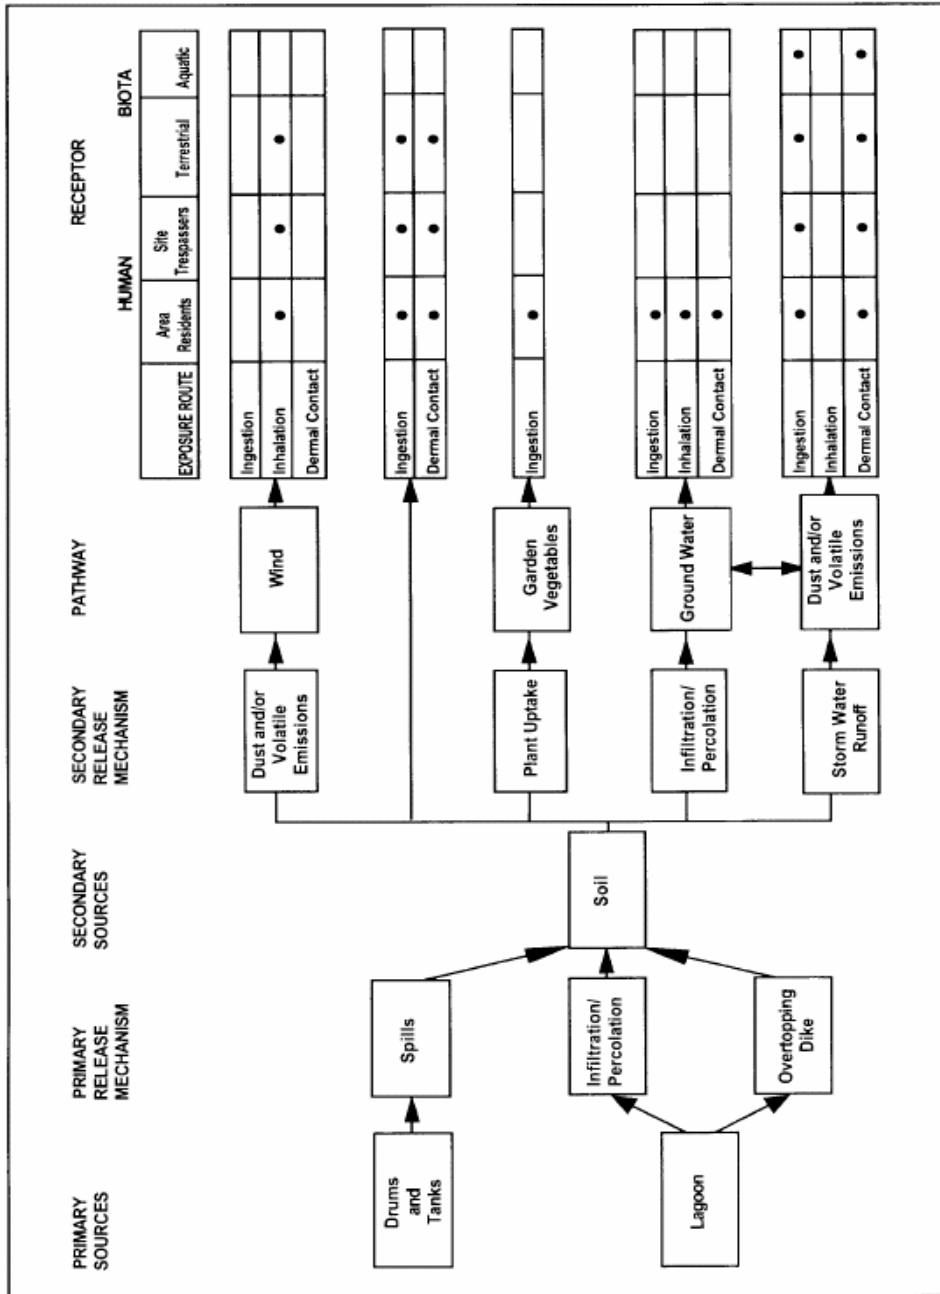 PRIMARY
SOURCES
PRIMARY
RELEASE
MECHANISM
SECONDARY
SOURCES
SECONDARY
RELEASE
MECHANISM
PATHWAY
RECEPTOR
HUMAN
BIOTA
EXPOSURE ROUTE
Area
Residents
Site
Trespassers
Terrestrial
Aquatic
Drums
and
Tanks
Spills
Lagoon
Infiltration/
Percolation
Overtopping
Dike
Soil
Dust and/or
Volatile
Emissions
Wind
Ingestion
Inhalation
Dermal Contact
Ingestion
Dermal Contact
Plant Uptake
Garden
Vegetables
Ingestion
Infiltration/
Percolation
Ground Water
Ingestion
Inhalation
Dermal Contact
Storm Water
Runoff
Dust and/or
Volatile
Emissions
Ingestion
Inhalation
Dermal Contact